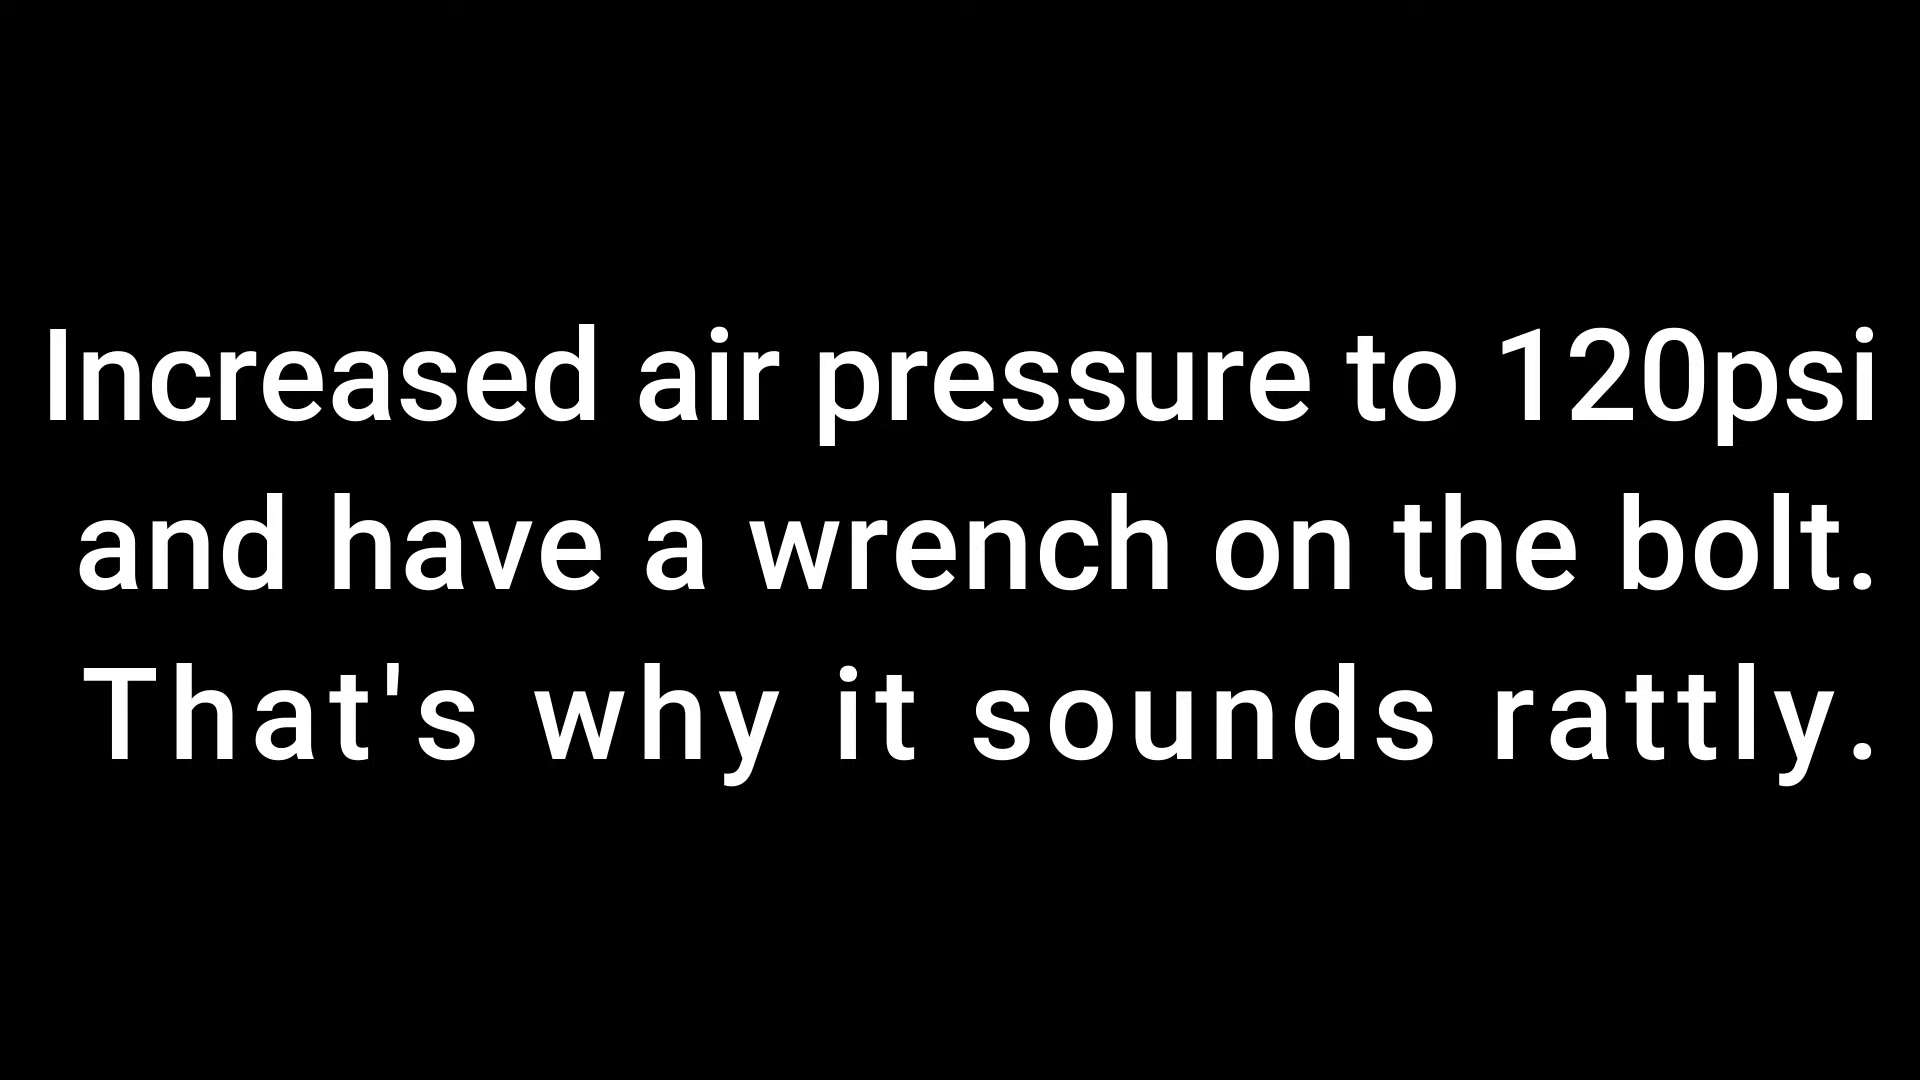 Increased air pressure to 120psi
and have a wrench on the bolt.
That's why it sounds rattly.